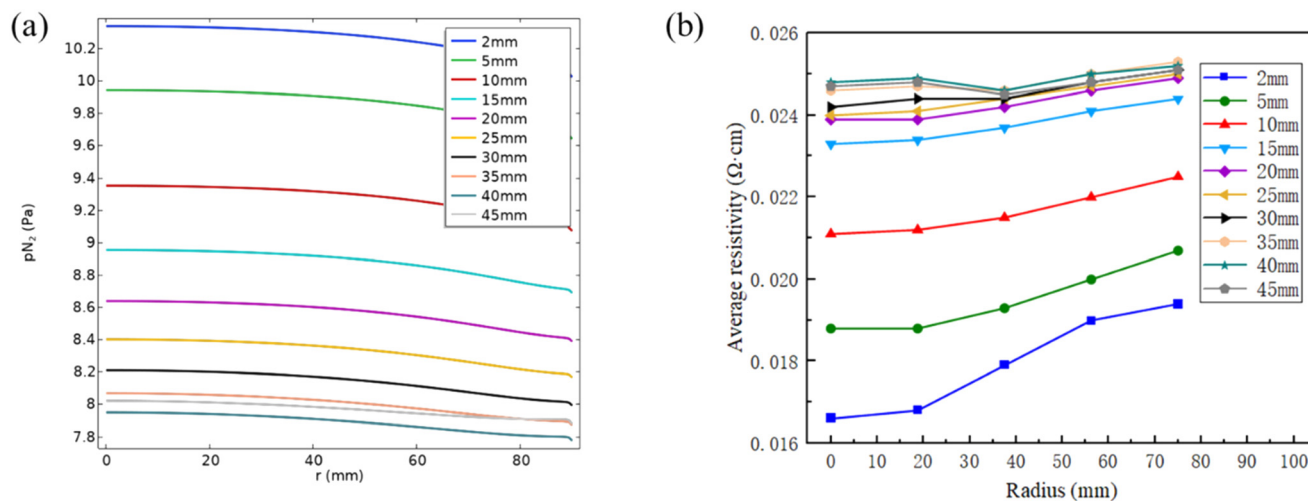 (a)
pN₂ (Pa)
10.2
10
9.8
9.6
9.4
9.2
9
8.8
8.6
8.4
8.2
8
7.8
0
20
40
60
80
r (mm)
2mm
5mm
10mm
15mm
20mm
25mm
30mm
35mm
40mm
45mm
(b)
Average resistivity (Ω·cm)
0.026
0.024
0.022
0.020
0.018
0.016
0 10 20 30 40 50 60 70 80 90 100
Radius (mm)
2mm
5mm
10mm
15mm
20mm
25mm
30mm
35mm
40mm
45mm